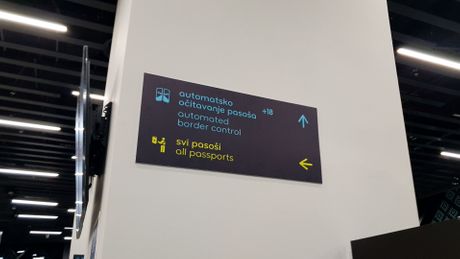 automatsko
očitavanje pasoša +18
automated
border control
svi pasoši
all passports